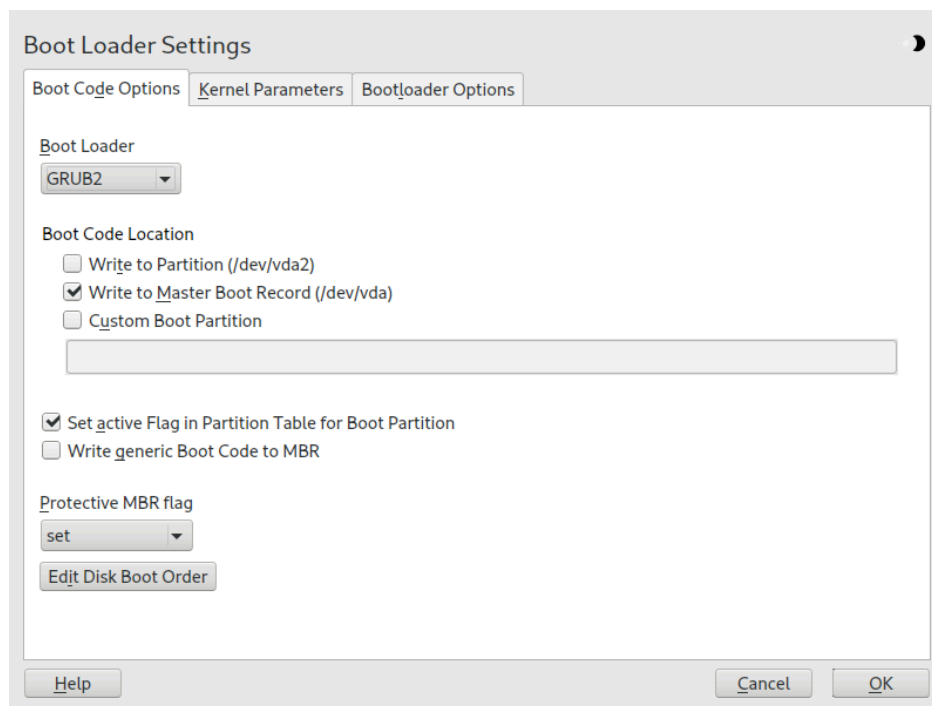 Boot Loader Settings
Boot Code Options Kernel Parameters Bootloader Options
Boot Loader
GRUB2
Boot Code Location
Write to Partition (/dev/vda2)
Write to Master Boot Record (/dev/vda)
Custom Boot Partition
Set active Flag in Partition Table for Boot Partition
Write generic Boot Code to MBR
Protective MBR flag
set
Edit Disk Boot Order
Help Cancel OK